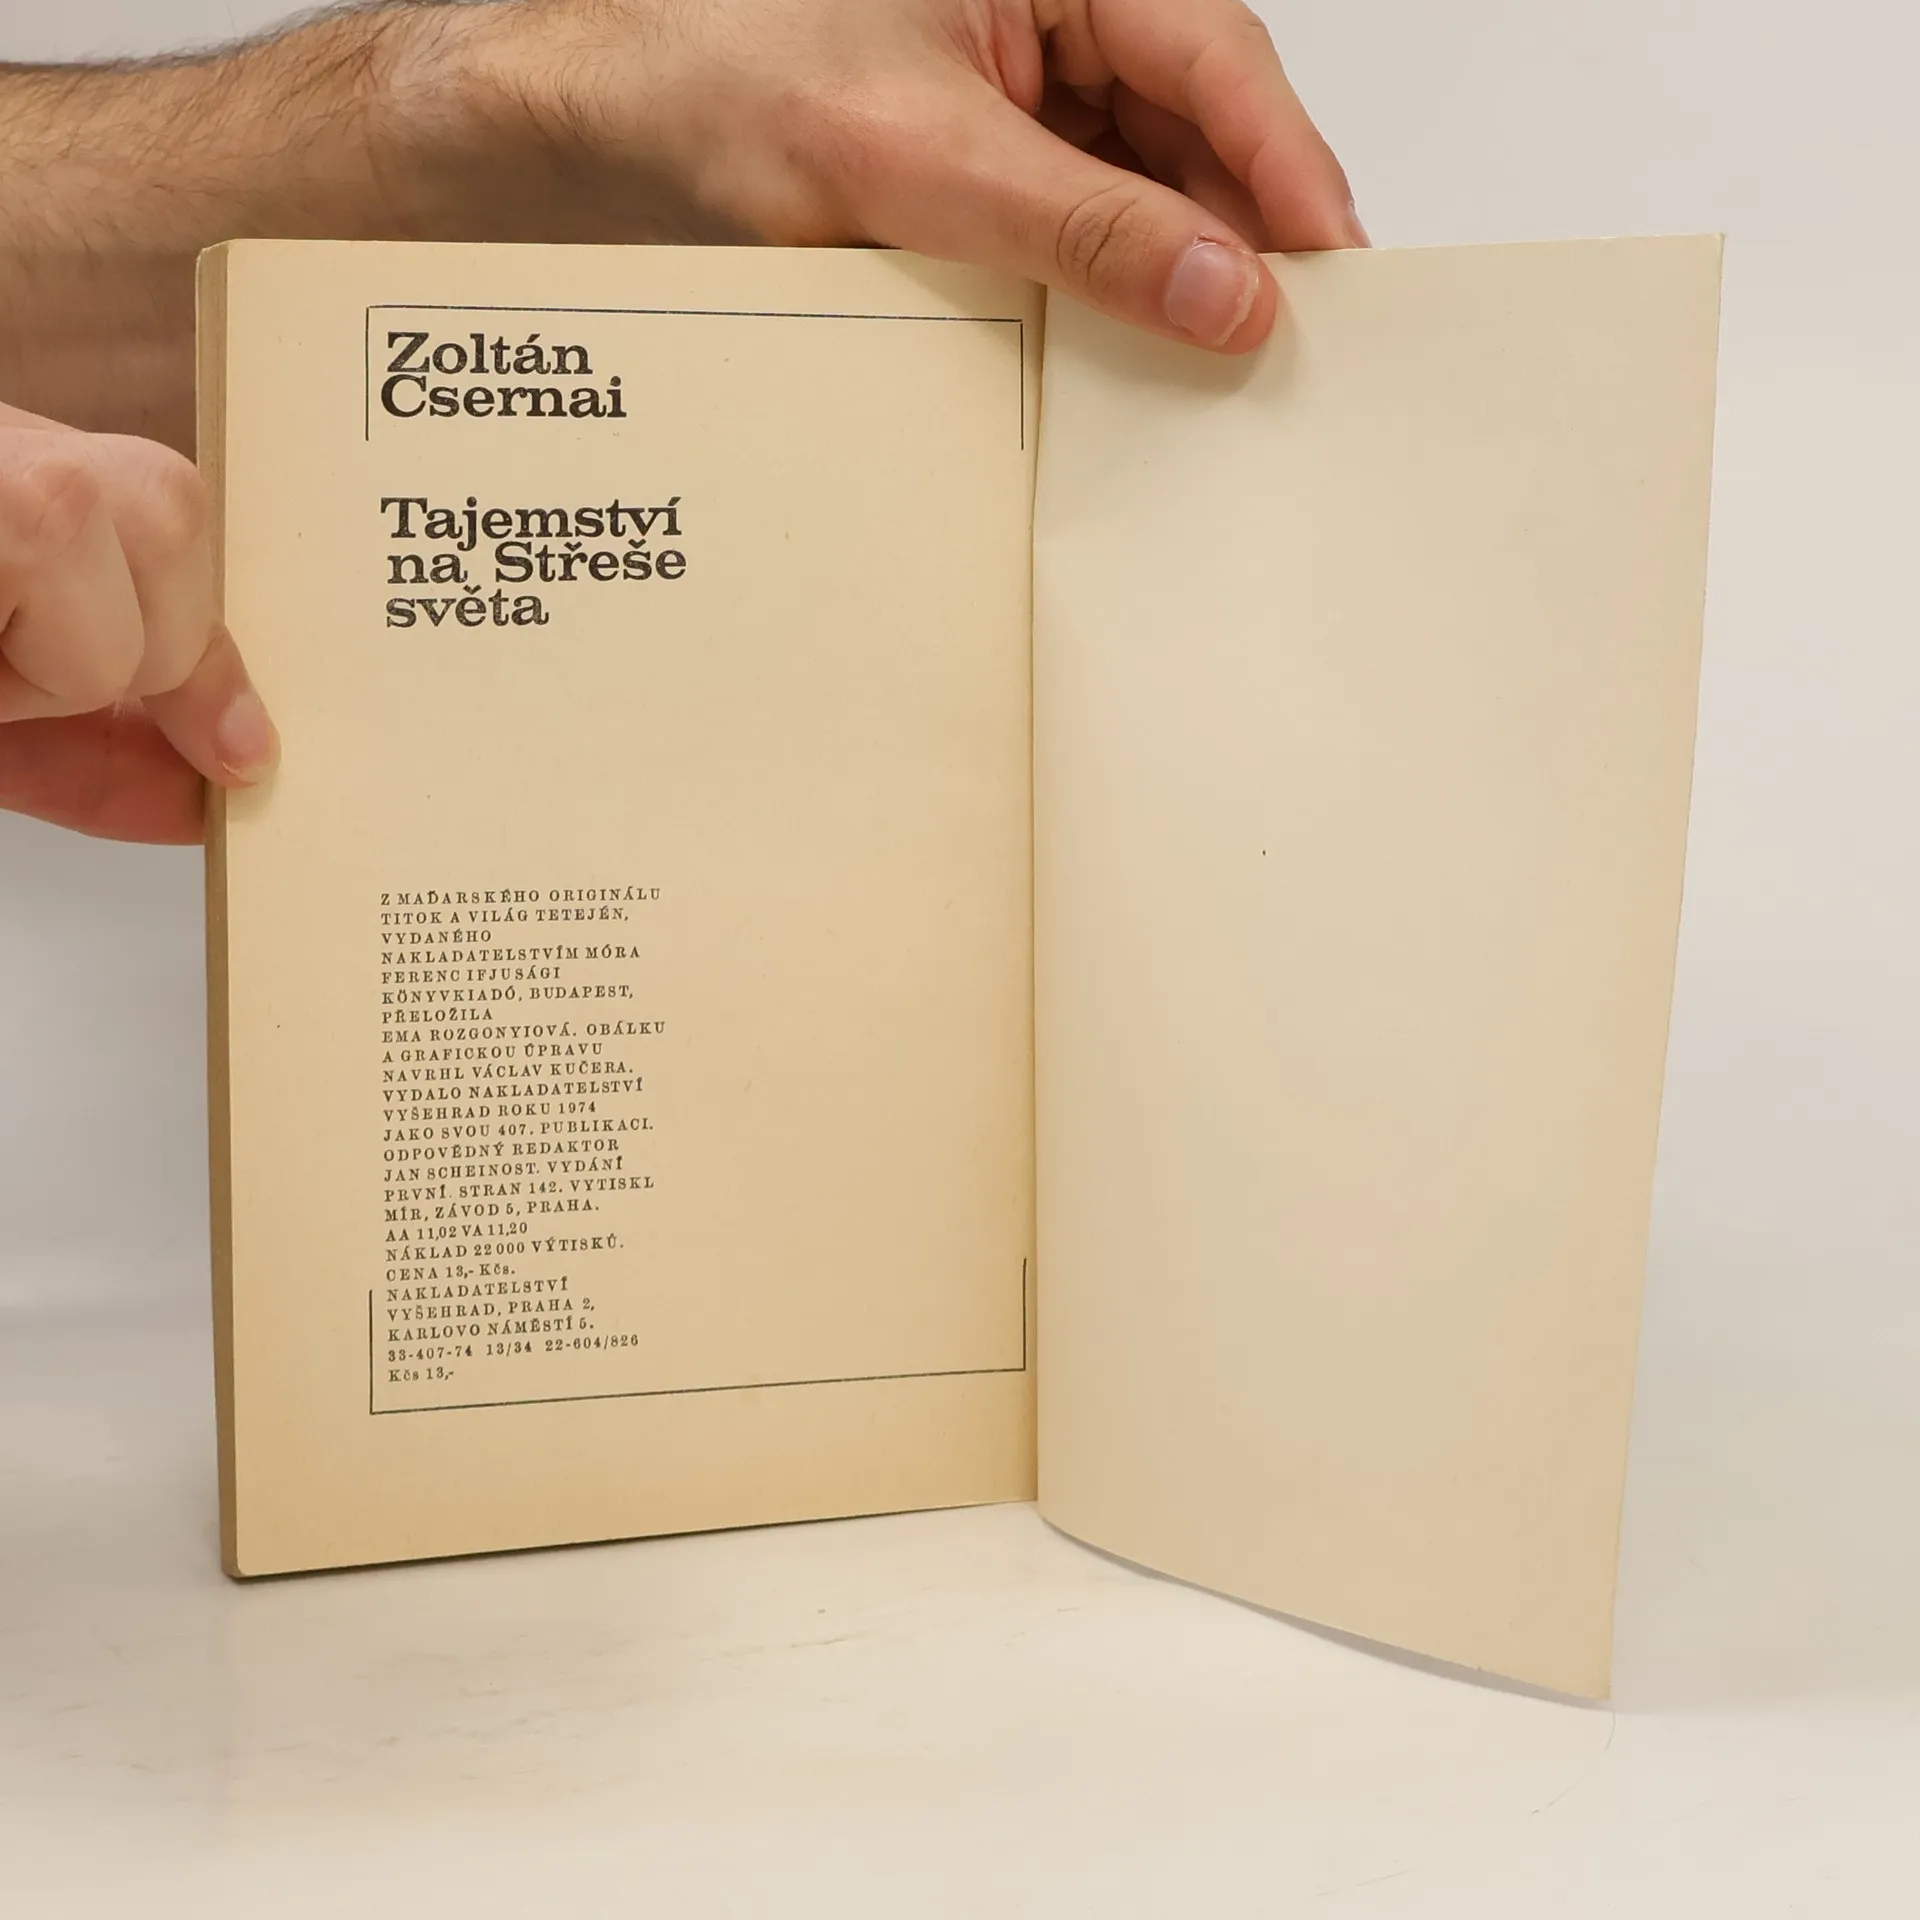 Zoltán
Csernai
Tajemství
na Střeše
světa
Z MAĎARSKÉHO ORIGINÁLU
TITOK A VILÁG TETEJÉN,
VYDANÉHO
NAKLADATELSTVÍM MÓRA
FERENC IFJUSÁGI
KÖNYVKIADÓ, BUDAPEST,
PŘELOŽILA
EMA ROZGONYIOVÁ. OBÁLKU
A GRAFICKOU ÚPRAVU
NAVRHL VÁCLAV KUČERA.
VYDALO NAKLADATELSTVÍ
VYŠEHRAD ROKU 1974
JAKO SVOU 407. PUBLIKACI.
ODPOVĚDNÝ REDAKTOR
JAN SCHEINOST. VYDÁNÍ
PRVNÍ. STRAN 142. VYTISKL
MÍR, ZÁVOD 5, PRAHA.
AA 11,02 VA 11,20
NÁKLAD 22 000 VÝTISKŮ.
CENA 13,- Kčs.
NAKLADATELSTVÍ
VYŠEHRAD, PRAHA 2,
KARLOVO NÁMĚSTÍ 5.
33-407-74 13/34 22-604/826
Kčs 13,-